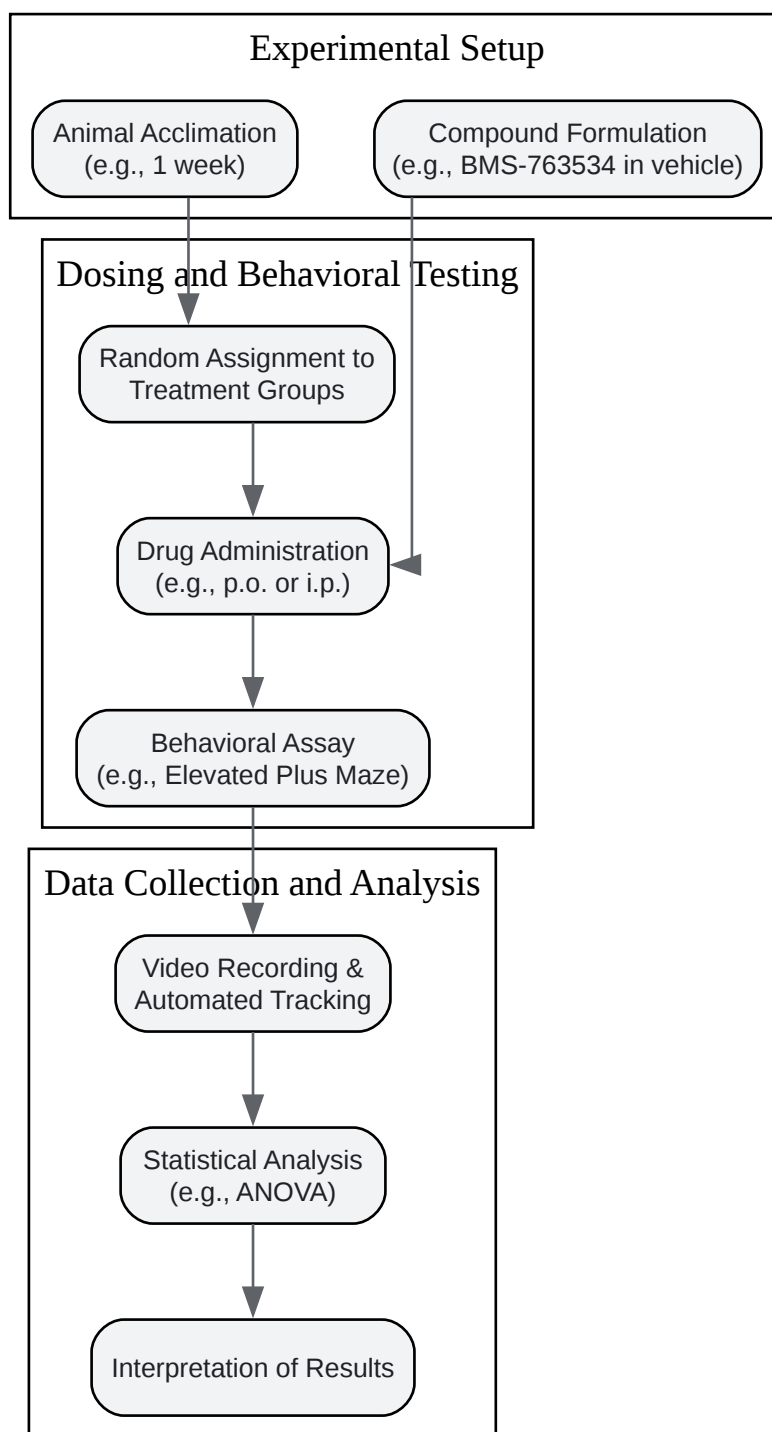 Experimental Setup
Animal Acclimation
(e.g., 1 week)
Compound Formulation
(e.g., BMS-763534 in vehicle)
Dosing and Behavioral Testing
Random Assignment to
Treatment Groups
Drug Administration
(e.g., p.o. or i.p.)
Behavioral Assay
(e.g., Elevated Plus Maze)
Data Collection and Analysis
Video Recording &
Automated Tracking
Statistical Analysis
(e.g., ANOVA)
Interpretation of Results